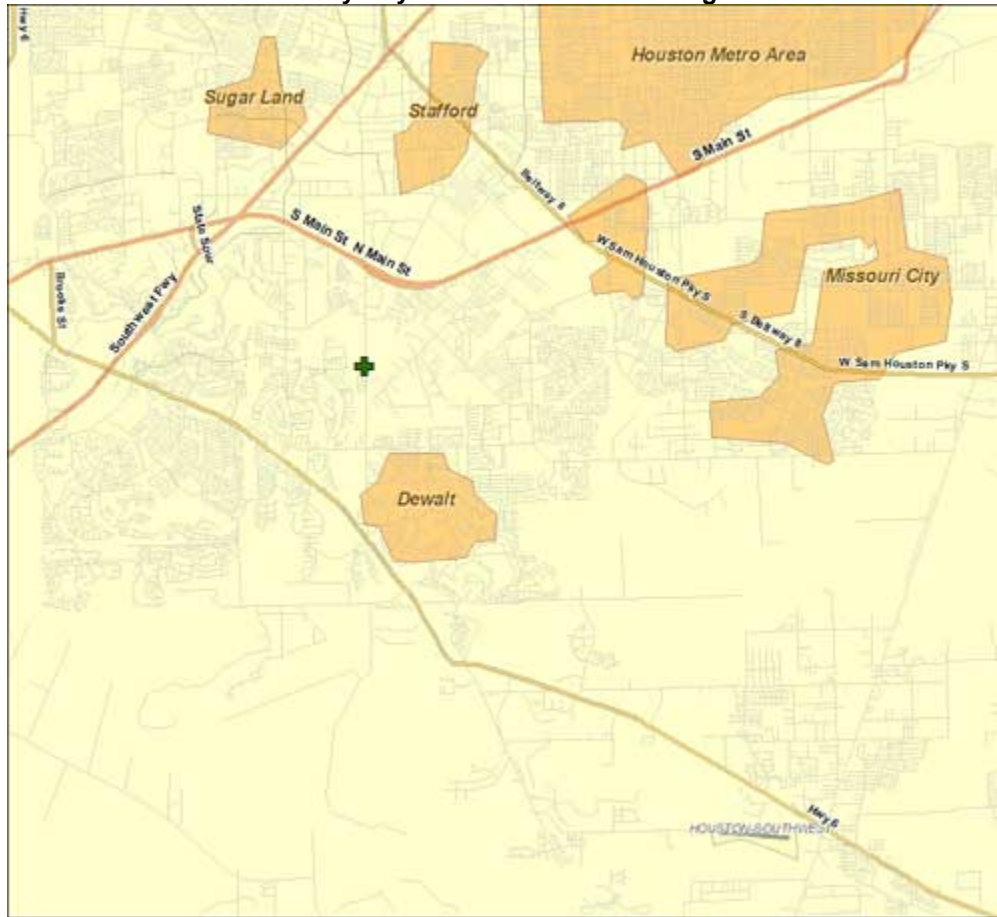 Hwy 6
Houston Metro Area
Sugar Land
Stafford
S Main St
Beltway 8
State Spur
S Main St N Main St
W Sam Houston Pky S
Missouri City
Brooks St
Southwest Fwy
S Beltway 8
W Sam Houston Pky S
Dewalt
Hwy 6
HOUSTON-SOUTHWEST